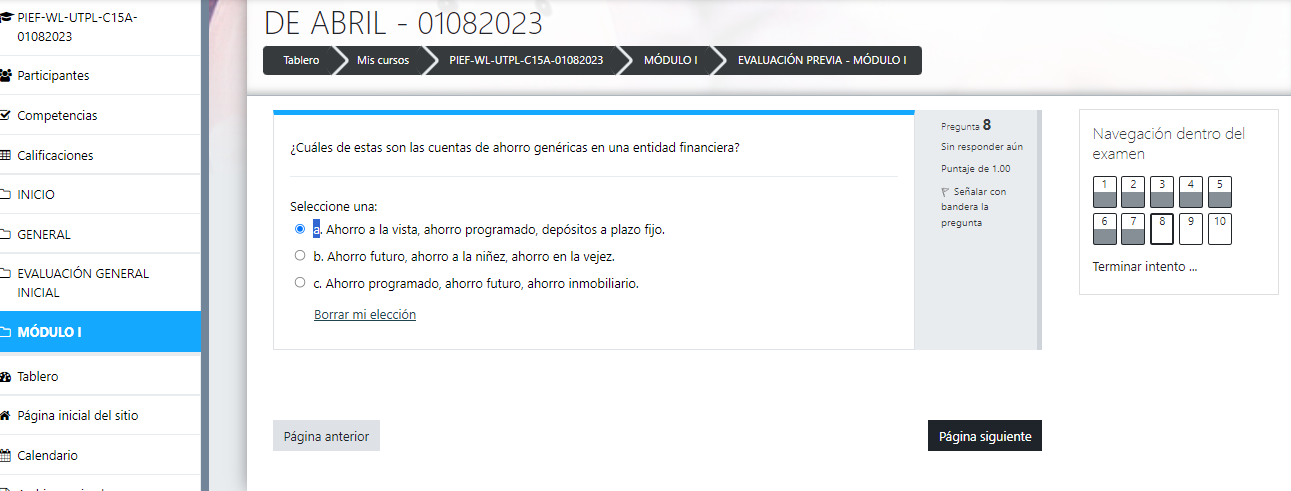 PIEF-WL-UTPL-C15A-
01082023
Participantes
Competencias
Calificaciones
INICIO
GENERAL
EVALUACIÓN GENERAL
INICIAL
MÓDULO I
Tablero
Página inicial del sitio
Calendario
DE ABRIL - 01082023
Tablero
Mis cursos
PIEF-WL-UTPL-C15A-01082023
MÓDULO I
EVALUACIÓN PREVIA - MÓDULO I
¿Cuáles de estas son las cuentas de ahorro genéricas en una entidad financiera?
Seleccione una:
a. Ahorro a la vista, ahorro programado, depósitos a plazo fijo.
b. Ahorro futuro, ahorro a la niñez, ahorro en la vejez.
c. Ahorro programado, ahorro futuro, ahorro inmobiliario.
Borrar mi elección
Pregunta 8
Sin responder aún
Puntaje de 1.00
Señalar con
bandera la
pregunta
Página anterior
Página siguiente
Navegación dentro del
examen
1 2 3 4 5
6 7 8 9 10
Terminar intento ...